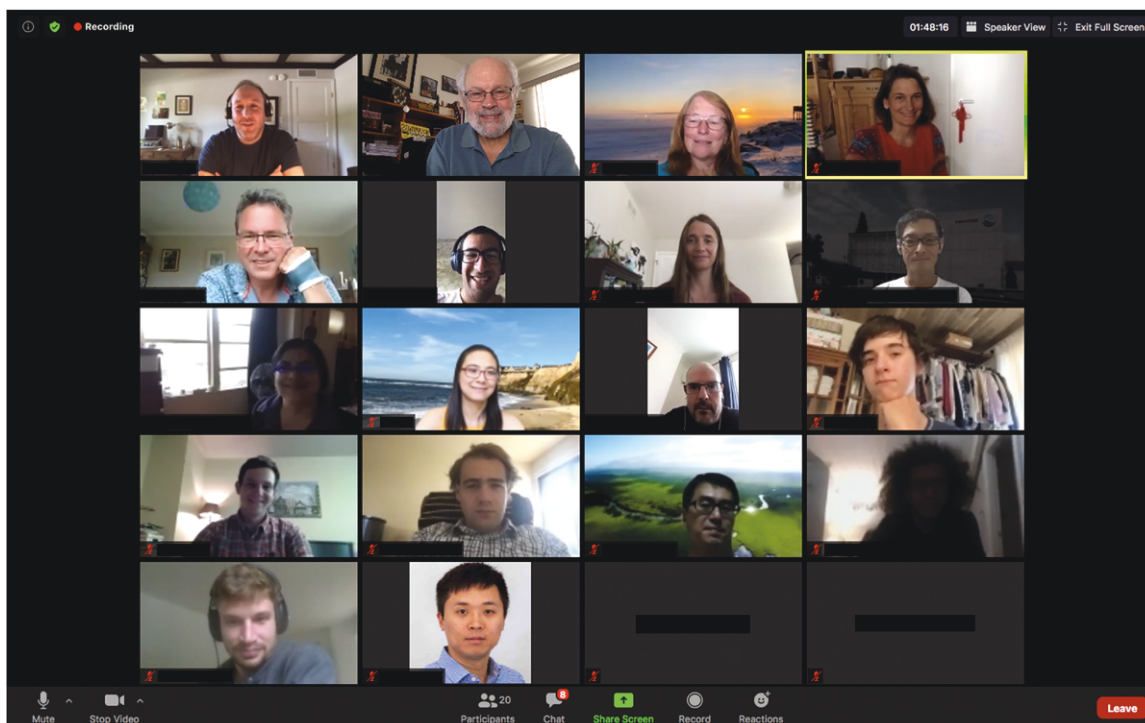 Recording
01:48:16
Speaker View
Exit Full Screen
Mute
Stop Video
20
Participants
8
Chat
Share Screen
Record
Reactions
Leave